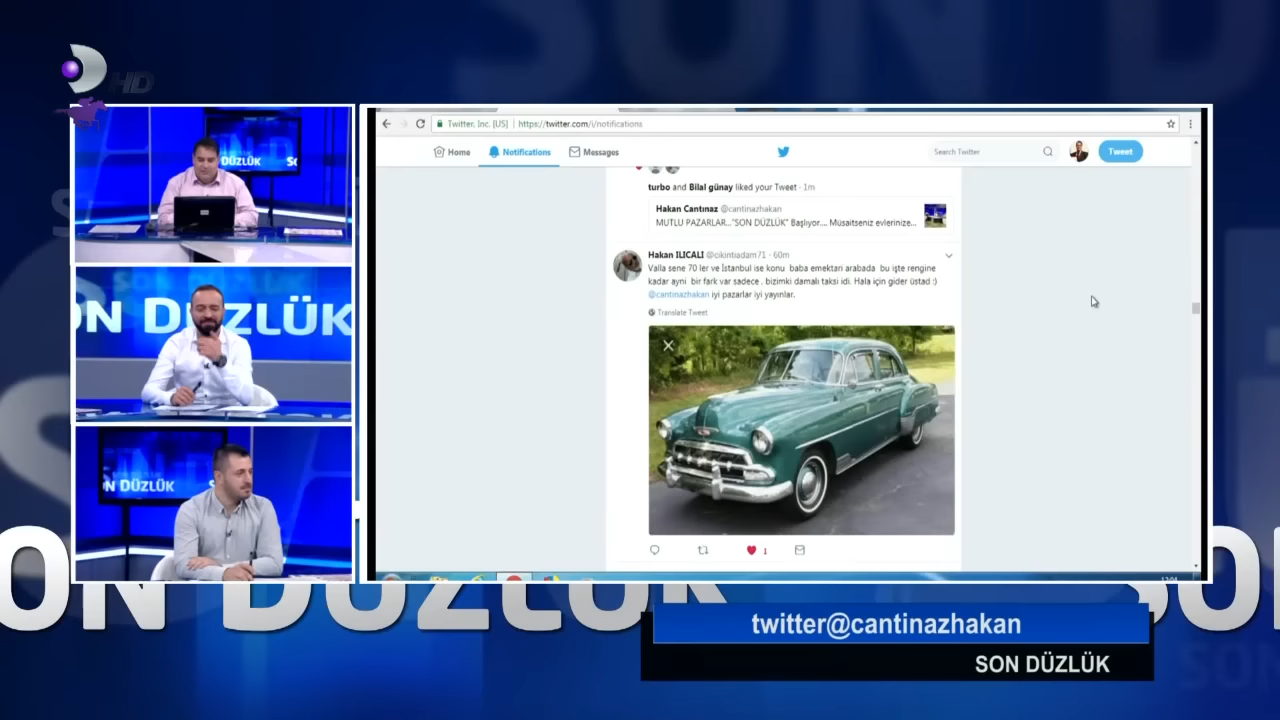 HD
DÜZLÜK
SON DÜZLÜK
N DÜZLÜK
Twitter, Inc. [US] | https://twitter.com/i/notifications
Home Notifications Messages Search Twitter Tweet
turbo and Bilal günay liked your Tweet · 1m
Hakan Cantınaz @cantinazhakan
MUTLU PAZARLAR..."SON DÜZLÜK" Başlıyor.... Müsaitseniz evlerinize...
Hakan ILICALI @cikintiadam71 · 60m
Valla sene 70 ler ve İstanbul ise konu baba emektari arabada bu işte rengine
kadar ayni bir fark var sadece . bizimki damalı taksi idi. Hala için gider üstad :)
@cantinazhakan iyi pazarlar iyi yayınlar.
Translate Tweet
1
SON DÜZLÜK
twitter@cantinazhakan
SON DÜZLÜK